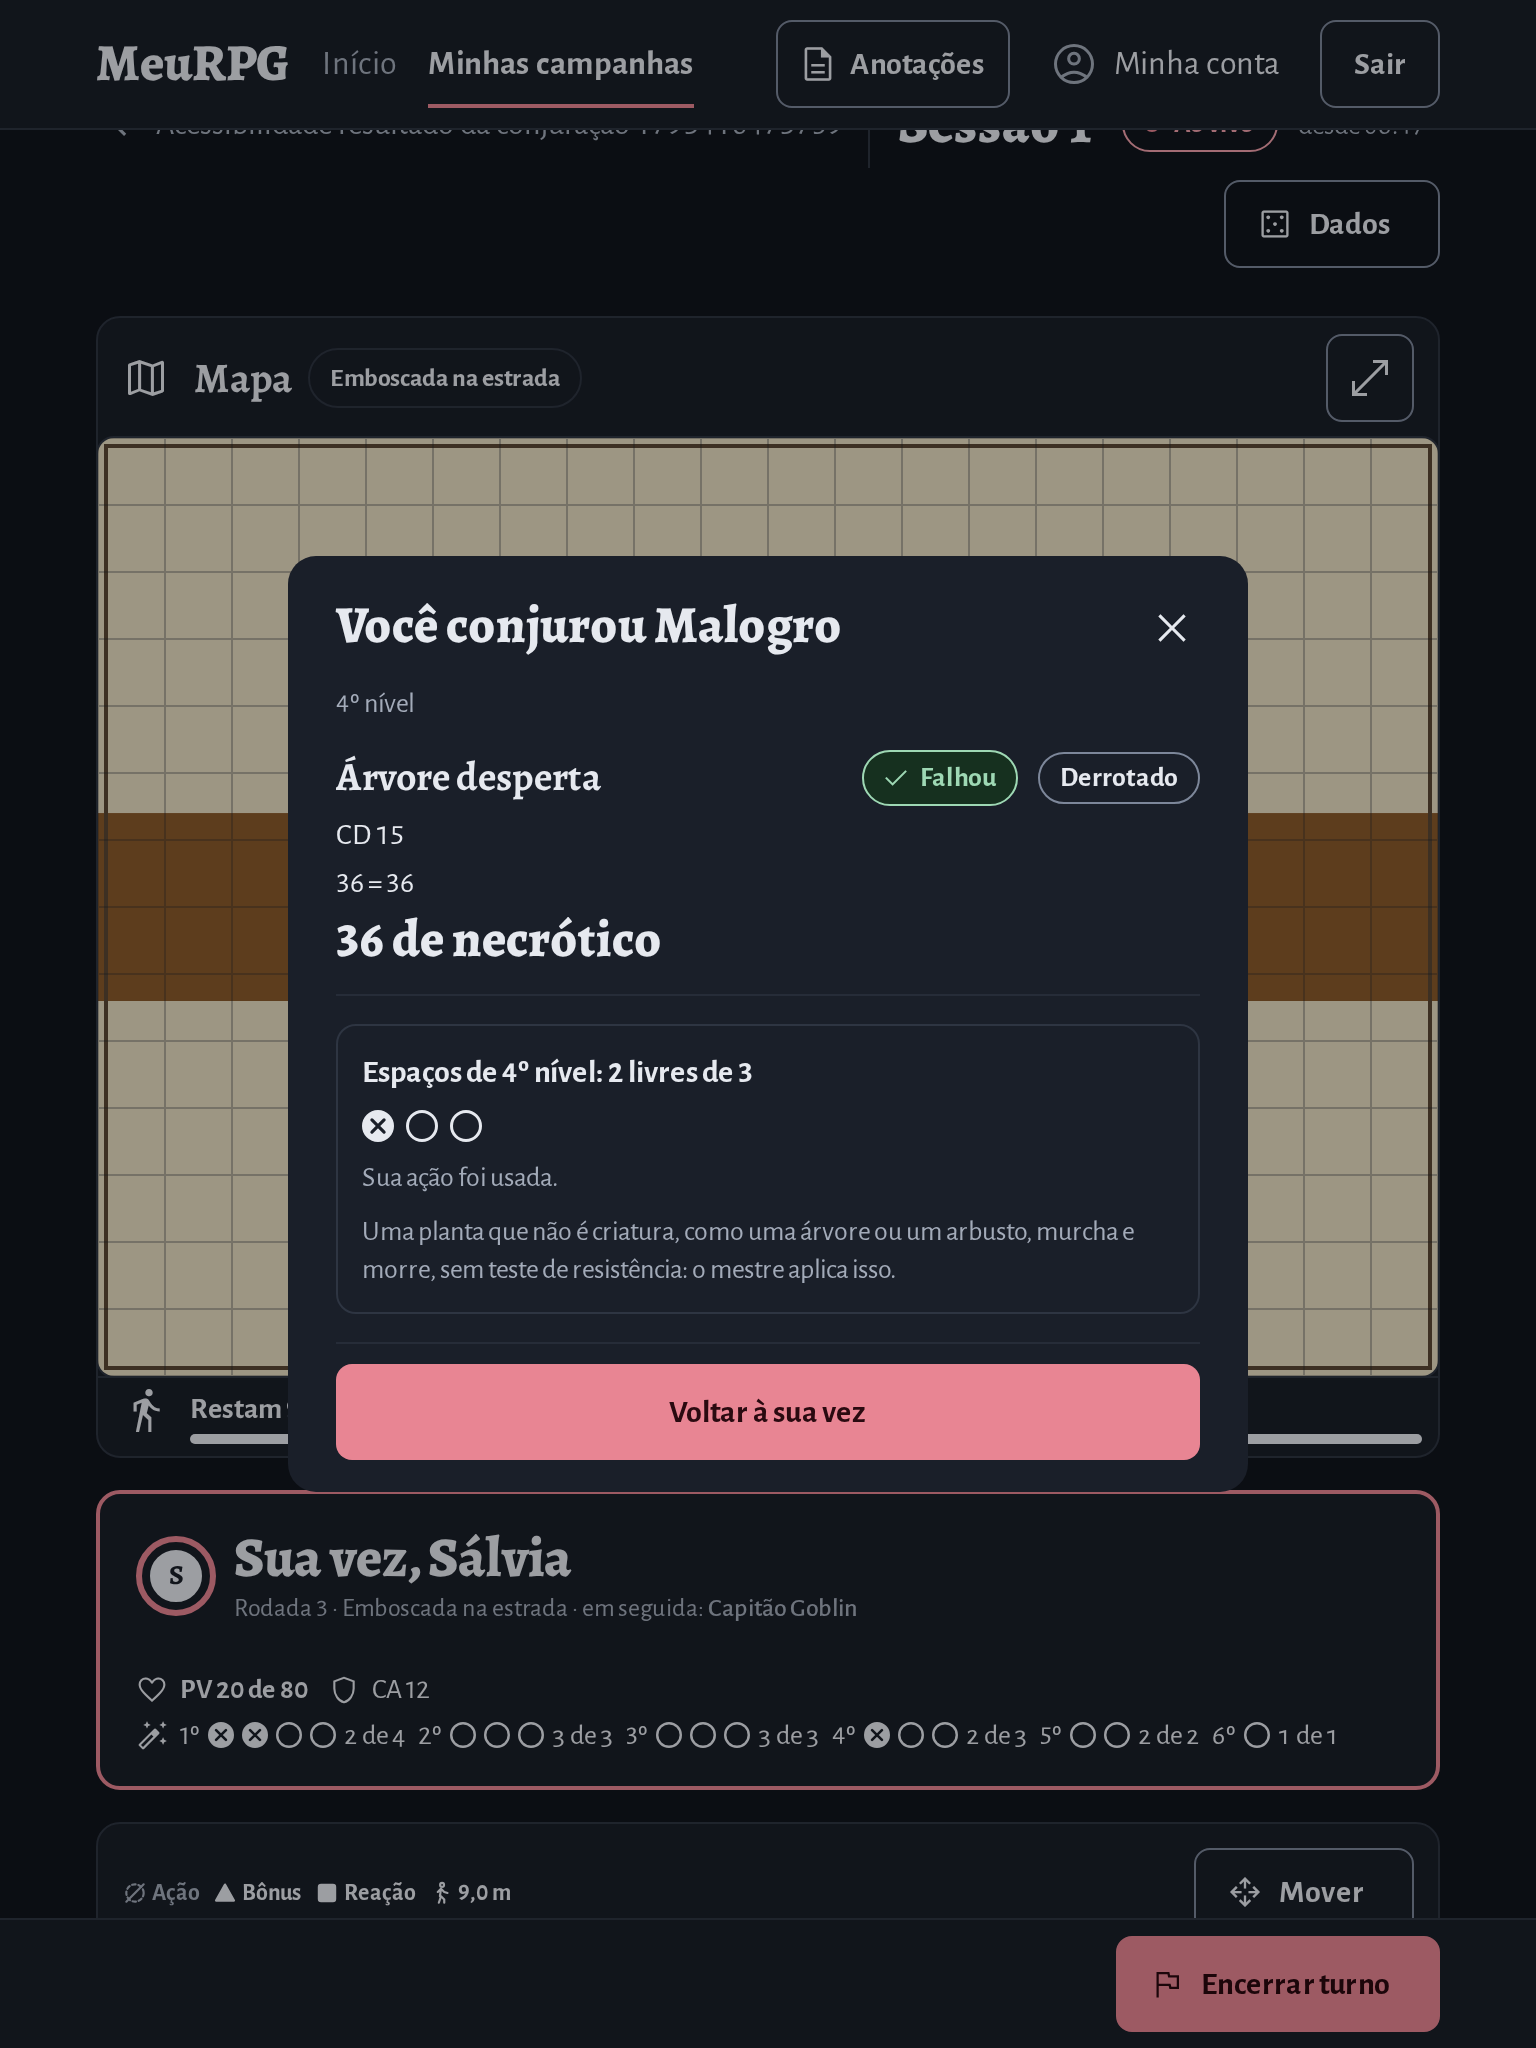 MeuRPG Início Minhas campanhas Anotações Minha conta Sair
Acessibilidade resultado da conjuração Sessão 1
Dados
Mapa Emboscada na estrada
Você conjurou Malogro
4º nível
Árvore desperta Falhou Derrotado
CD 15
36 = 36
36 de necrótico
Espaços de 4º nível: 2 livres de 3
Sua ação foi usada.
Uma planta que não é criatura, como uma árvore ou um arbusto, murcha e
morre, sem teste de resistência: o mestre aplica isso.
Restam
Voltar à sua vez
S Sua vez, Sálvia
Rodada 3 · Emboscada na estrada · em seguida: Capitão Goblin
PV 20 de 80 CA 12
1º 2 de 4 2º 3 de 3 3º 3 de 3 4º 2 de 3 5º 2 de 2 6º 1 de 1
Ação Bônus Reação 9,0 m Mover
Encerrar turno